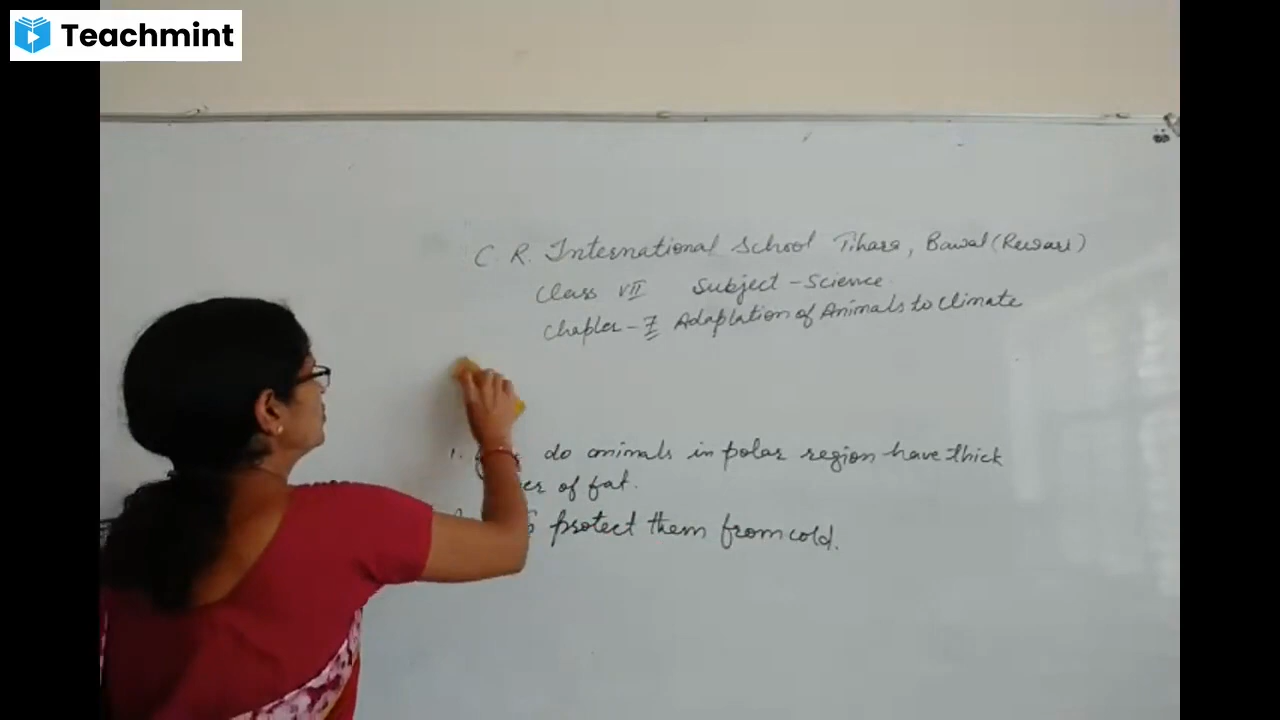 Teachmint
C. R. International School Tihara, Bawal (Rewari)
Class VII Subject - Science
Chapter - 7 Adaptation of Animals to Climate
1. do animals in polar region have thick
of fat.
protect them from cold.